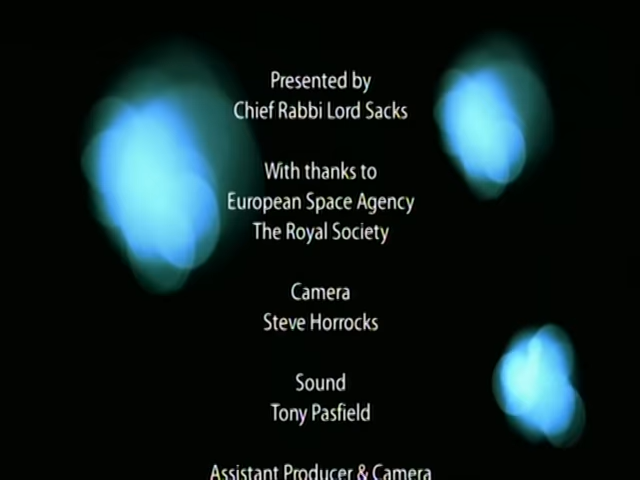 Presented by
Chief Rabbi Lord Sacks
With thanks to
European Space Agency
The Royal Society
Camera
Steve Horrocks
Sound
Tony Pasfield
Assistant Producer & Camera